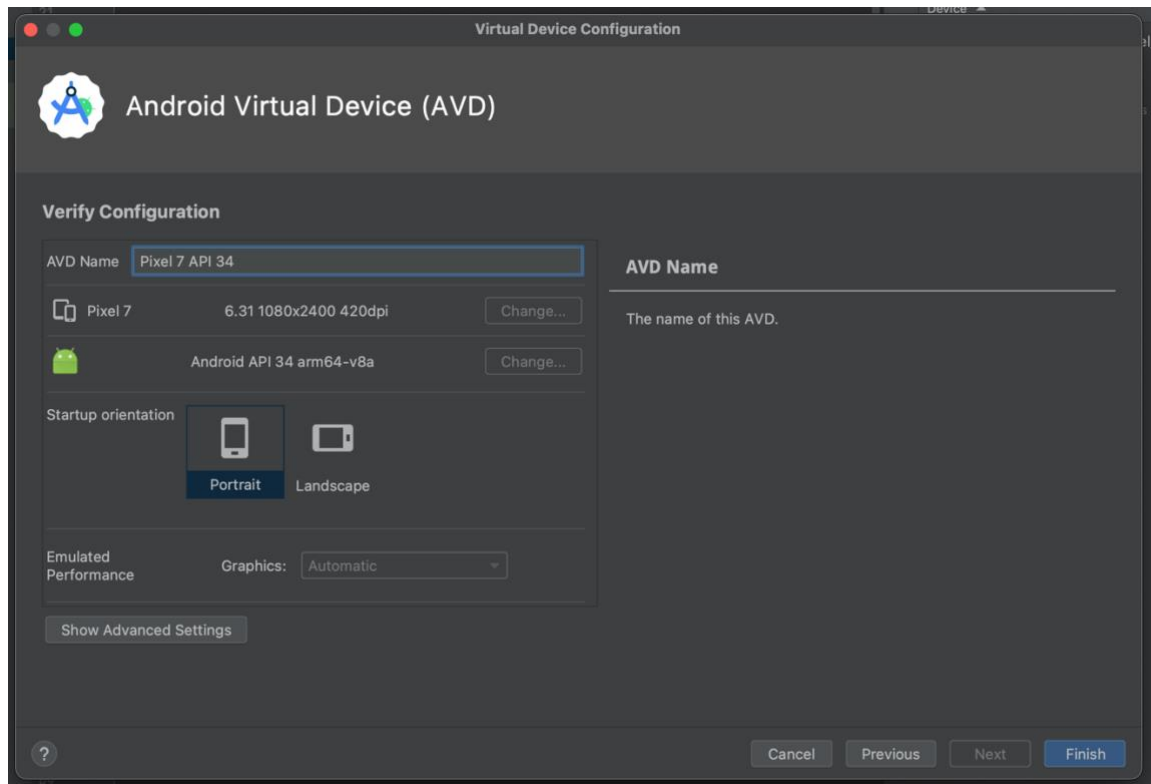 Device
Virtual Device Configuration
Android Virtual Device (AVD)
Verify Configuration
AVD Name Pixel 7 API 34
Pixel 7 6.31 1080x2400 420dpi Change...
Android API 34 arm64-v8a Change...
Startup orientation
Portrait Landscape
Emulated
Performance
Graphics: Automatic
Show Advanced Settings
AVD Name
The name of this AVD.
? Cancel Previous Next Finish